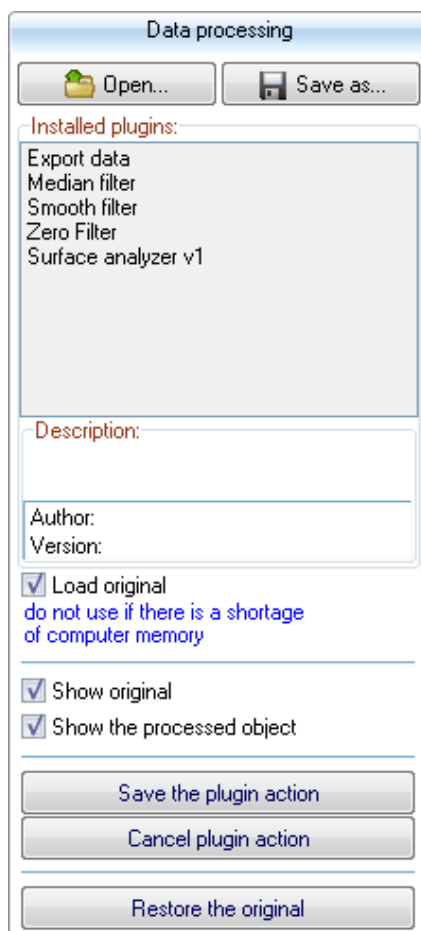 Data processing
Open... Save as...
Installed plugins:
Export data
Median filter
Smooth filter
Zero Filter
Surface analyzer v1
Description:
Author:
Version:
Load original
do not use if there is a shortage
of computer memory
Show original
Show the processed object
Save the plugin action
Cancel plugin action
Restore the original